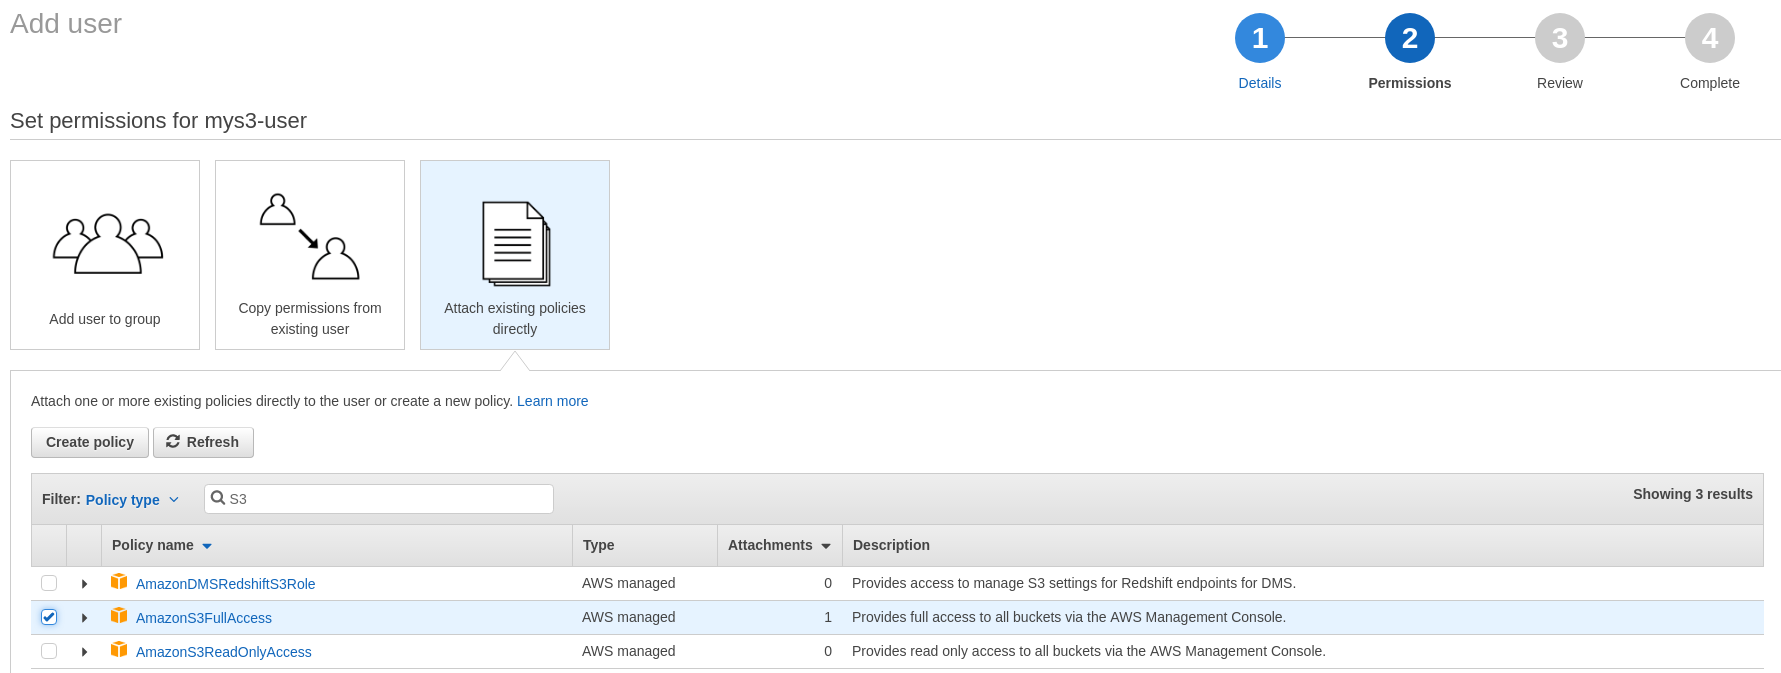 Add user
1 2 3 4
Details Permissions Review Complete
Set permissions for mys3-user
Add user to group
Copy permissions from
existing user
Attach existing policies
directly
Attach one or more existing policies directly to the user or create a new policy. Learn more
Create policy Refresh
Filter: Policy type S3 Showing 3 results
Policy name Type Attachments Description
AmazonDMSRedshiftS3Role AWS managed 0 Provides access to manage S3 settings for Redshift endpoints for DMS.
AmazonS3FullAccess AWS managed 1 Provides full access to all buckets via the AWS Management Console.
AmazonS3ReadOnlyAccess AWS managed 0 Provides read only access to all buckets via the AWS Management Console.